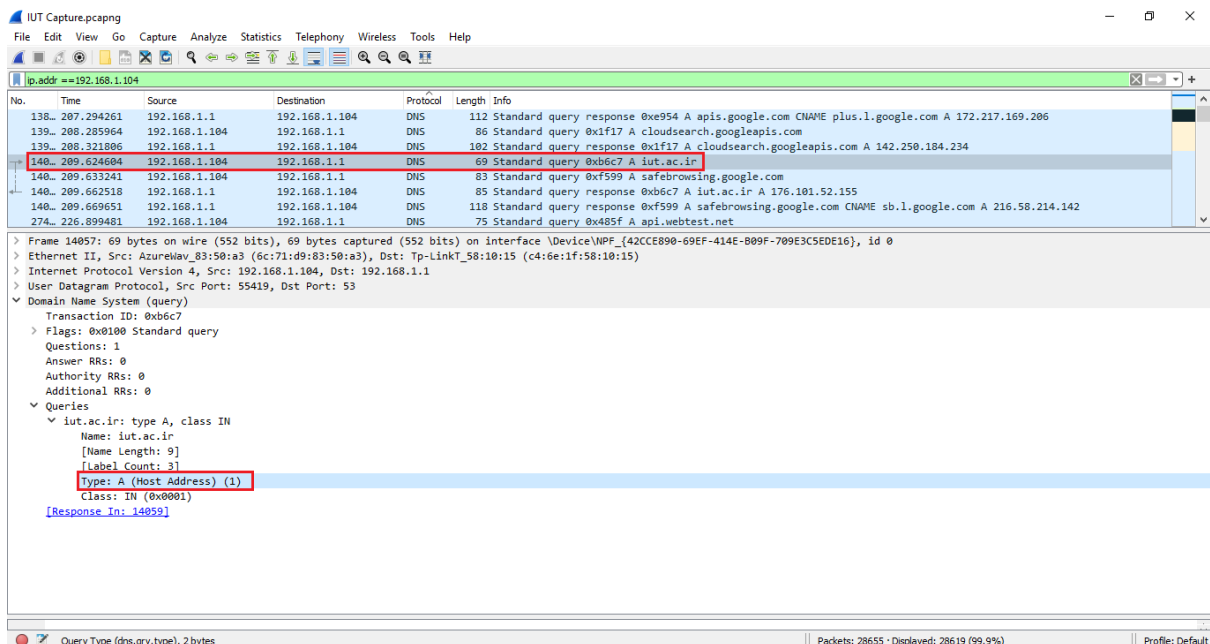 IUT Capture.pcapng
File Edit View Go Capture Analyze Statistics Telephony Wireless Tools Help
ip.addr ==192.168.1.104
No. Time Source Destination Protocol Length Info
138… 207.294261 192.168.1.1 192.168.1.104 DNS 112 Standard query response 0xe954 A apis.google.com CNAME plus.l.google.com A 172.217.169.206
139… 208.285964 192.168.1.104 192.168.1.1 DNS 86 Standard query 0x1f17 A cloudsearch.googleapis.com
139… 208.321806 192.168.1.1 192.168.1.104 DNS 102 Standard query response 0x1f17 A cloudsearch.googleapis.com A 142.250.184.234
140… 209.624604 192.168.1.104 192.168.1.1 DNS 69 Standard query 0xb6c7 A iut.ac.ir
140… 209.633241 192.168.1.104 192.168.1.1 DNS 83 Standard query 0xf599 A safebrowsing.google.com
140… 209.662518 192.168.1.1 192.168.1.104 DNS 85 Standard query response 0xb6c7 A iut.ac.ir A 176.101.52.155
140… 209.669651 192.168.1.1 192.168.1.104 DNS 118 Standard query response 0xf599 A safebrowsing.google.com CNAME sb.l.google.com A 216.58.214.142
274… 226.899481 192.168.1.104 192.168.1.1 DNS 75 Standard query 0x485f A api.webtest.net
Frame 14057: 69 bytes on wire (552 bits), 69 bytes captured (552 bits) on interface \Device\NPF_{42CCE890-69EF-414E-B09F-709E3C5EDE16}, id 0
Ethernet II, Src: AzureWav_83:50:a3 (6c:71:d9:83:50:a3), Dst: Tp-LinkT_58:10:15 (c4:6e:1f:58:10:15)
Internet Protocol Version 4, Src: 192.168.1.104, Dst: 192.168.1.1
User Datagram Protocol, Src Port: 55419, Dst Port: 53
Domain Name System (query)
Transaction ID: 0xb6c7
Flags: 0x0100 Standard query
Questions: 1
Answer RRs: 0
Authority RRs: 0
Additional RRs: 0
Queries
iut.ac.ir: type A, class IN
Name: iut.ac.ir
[Name Length: 9]
[Label Count: 3]
Type: A (Host Address) (1)
Class: IN (0x0001)
[Response In: 14059]
Query Type (dns.qry.type), 2 bytes Packets: 28655 · Displayed: 28619 (99.9%) Profile: Default